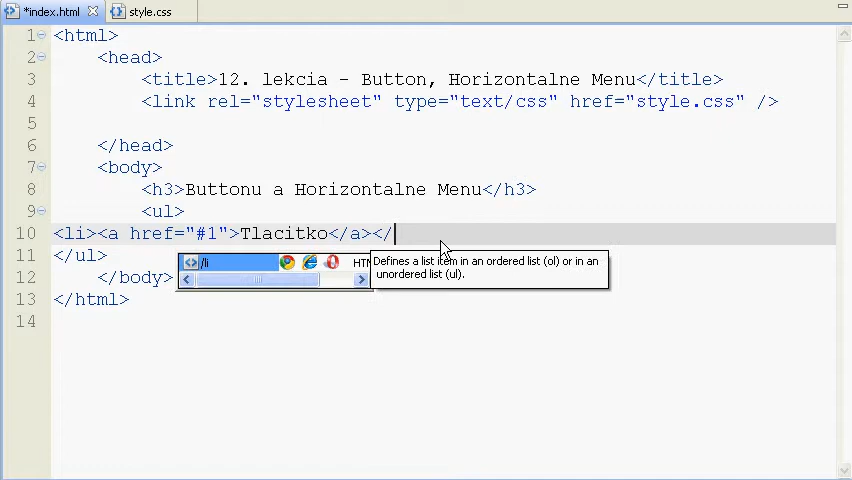 *index.html style.css
1 <html>
2 <head>
3 <title>12. lekcia - Button, Horizontalne Menu</title>
4 <link rel="stylesheet" type="text/css" href="style.css" />
5
6 </head>
7 <body>
8 <h3>Buttonu a Horizontalne Menu</h3>
9 <ul>
10 <li><a href="#1">Tlacitko</a></
11 </ul>
/li HTM
Defines a list item in an ordered list (ol) or in an
unordered list (ul).
12 </body>
13 </html>
14